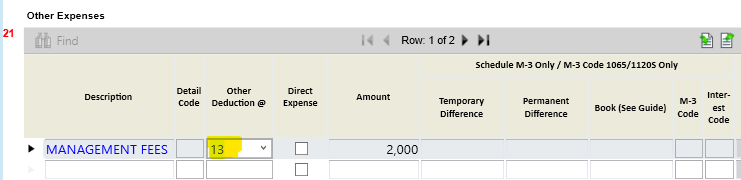 Other Expenses
21
Find
Row: 1 of 2
Schedule M-3 Only / M-3 Code 1065/1120S Only
Description
Detail
Code
Other
Deduction @
Direct
Expense
Amount
Temporary
Difference
Permanent
Difference
Book (See Guide)
M-3
Code
Inter-
est
Code
MANAGEMENT FEES 13 2,000